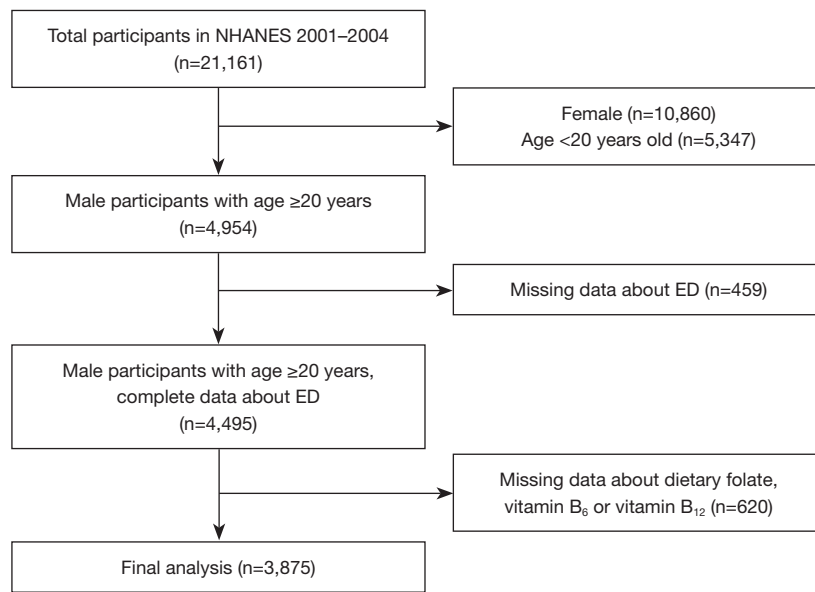 Total participants in NHANES 2001–2004
(n=21,161)
Female (n=10,860)
Age <20 years old (n=5,347)
Male participants with age ≥20 years
(n=4,954)
Missing data about ED (n=459)
Male participants with age ≥20 years,
complete data about ED
(n=4,495)
Missing data about dietary folate,
vitamin B₆ or vitamin B₁₂ (n=620)
Final analysis (n=3,875)